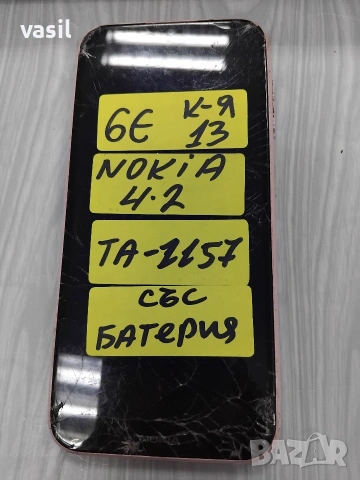 vasil
6E К-Я
13
NOKiA
4.2
TA-1157
СЪС
БАТЕРИЯ
BAZAR